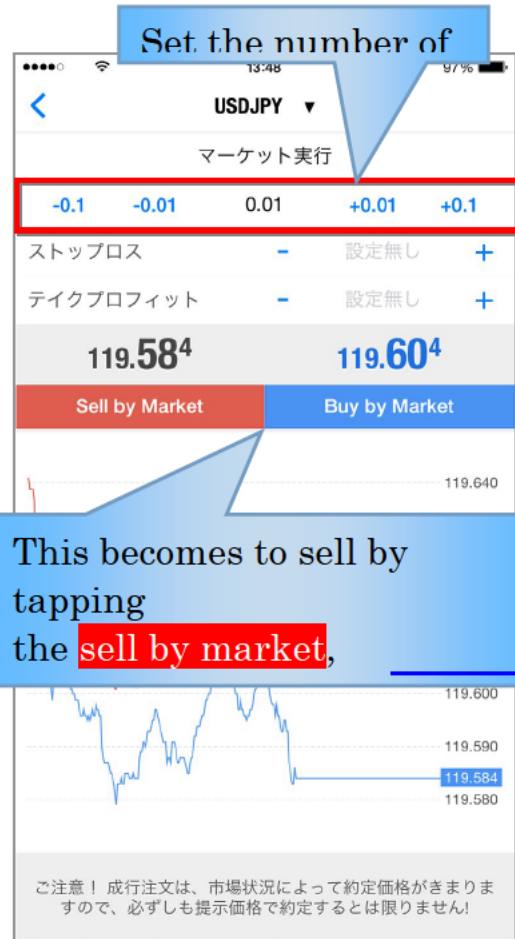 Set the number of
13:48 97%
USDJPY ▼
マーケット実行
-0.1 -0.01 0.01 +0.01 +0.1
ストップロス - 設定無し +
テイクプロフィット - 設定無し +
119.584 119.604
Sell by Market Buy by Market
119.640
This becomes to sell by
tapping
the sell by market,
119.600
119.590
119.584
119.580
ご注意！ 成行注文は、市場状況によって約定価格がきまりま
すので、必ずしも提示価格で約定するとは限りません!